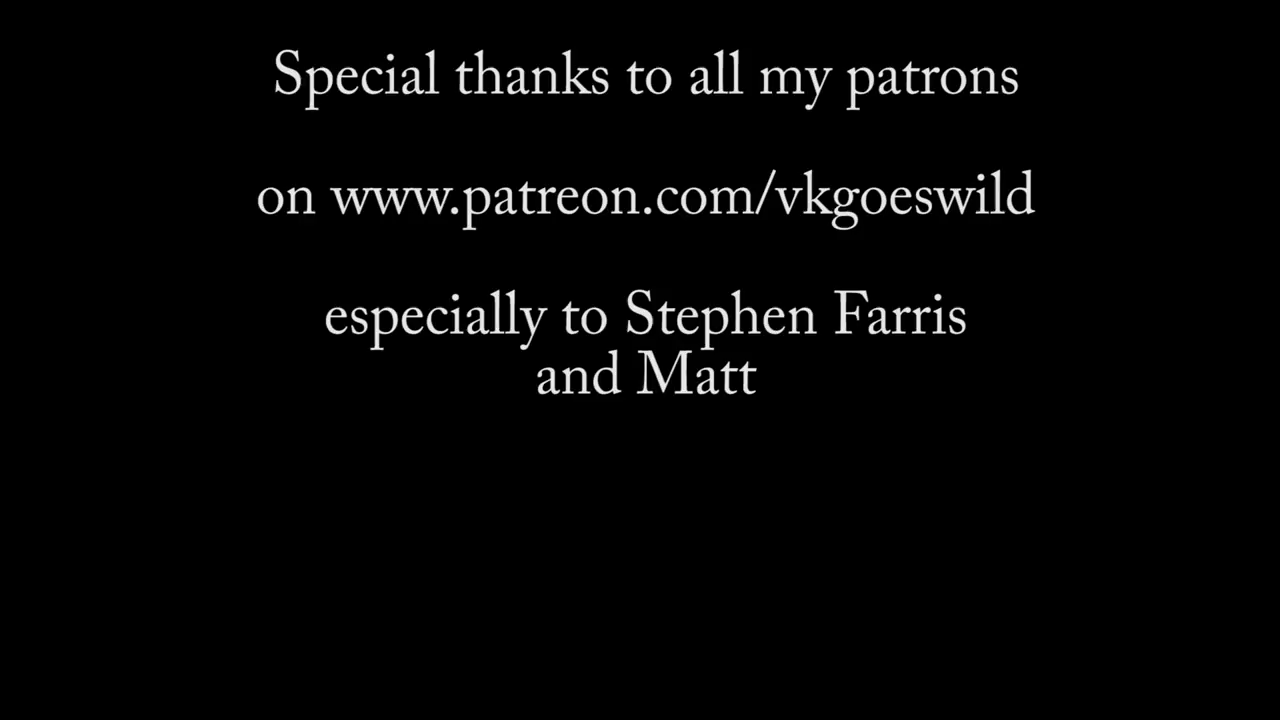 Special thanks to all my patrons
on www.patreon.com/vkgoeswild
especially to Stephen Farris
and Matt